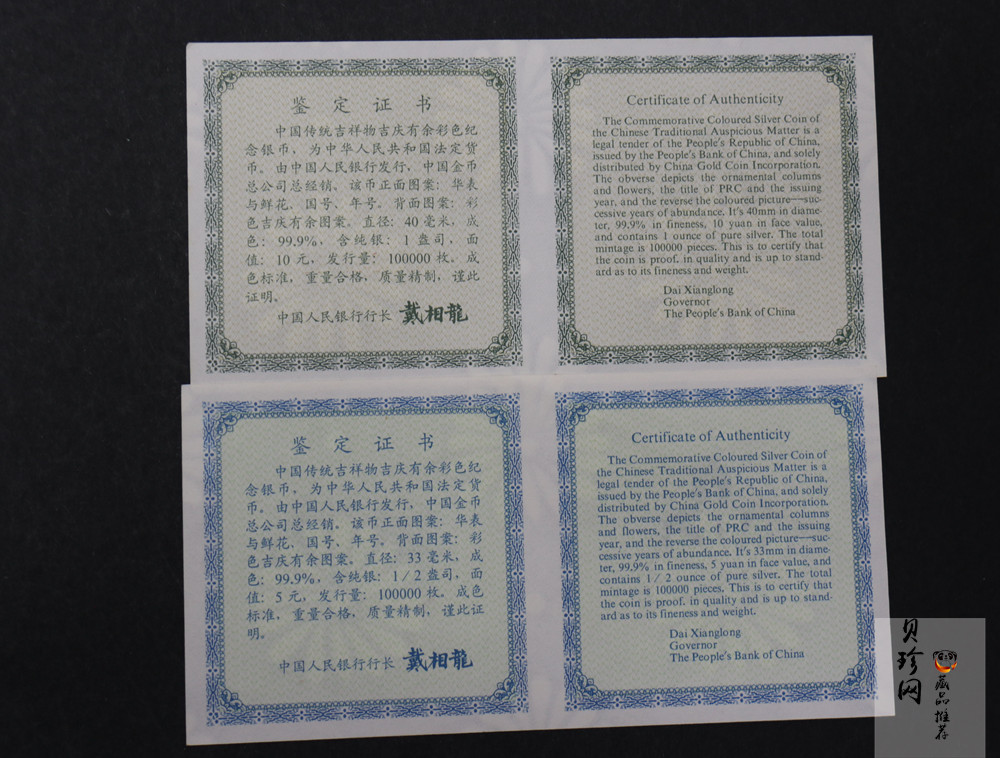 鉴定证书
中国传统吉祥物吉庆有余彩色纪
念银币，为中华人民共和国法定货
币。由中国人民银行发行，中国金币
总公司总经销。该币正面图案：华表
与鲜花、国号、年号。背面图案：彩
色吉庆有余图案。直径：40毫米，成
色：99.9%，含纯银：1盎司，面
值：10元，发行量：100000枚。成
色标准，重量合格，质量精制，谨此
证明。
中国人民银行行长 戴相龍
Certificate of Authenticity
The Commemorative Coloured Silver Coin of
the Chinese Traditional Auspicious Matter is a
legal tender of the People's Republic of China,
issued by the People's Bank of China, and solely
distributed by China Gold Coin Incorporation.
The obverse depicts the ornamental columns
and flowers, the title of PRC and the issuing
year, and the reverse the coloured picture—suc-
cessive years of abundance. It's 40mm in diame-
ter, 99.9% in fineness, 10 yuan in face value,
and contains 1 ounce of pure silver. The total
mintage is 100000 pieces. This is to certify that
the coin is proof. in quality and is up to stand-
ard as to its fineness and weight.
Dai Xianglong
Governor
The People's Bank of China
鉴定证书
中国传统吉祥物吉庆有余彩色纪
念银币，为中华人民共和国法定货
币。由中国人民银行发行，中国金币
总公司总经销。该币正面图案：华表
与鲜花、国号、年号。背面图案：彩
色吉庆有余图案。直径：33毫米，成
色：99.9%，含纯银：1/2盎司，面
值：5元，发行量：100000枚。成色
标准，重量合格，质量精制，谨此证
明。
中国人民银行行长 戴相龍
Certificate of Authenticity
The Commemorative Coloured Silver Coin of
the Chinese Traditional Auspicious Matter is a
legal tender of the People's Republic of China,
issued by the People's Bank of China, and solely
distributed by China Gold Coin Incorporation.
The obverse depicts the ornamental columns
and flowers, the title of PRC and the issuing
year, and the reverse the coloured picture—suc-
cessive years of abundance. It's 33mm in diame-
ter, 99.9% in fineness, 5 yuan in face value, and
contains 1/2 ounce of pure silver. The total
mintage is 100000 pieces. This is to certify that
the coin is proof. in quality and is up to stand-
ard as to its fineness and weight.
Dai Xianglong
Governor
The People's Bank of China
贝珍网
藏品推荐